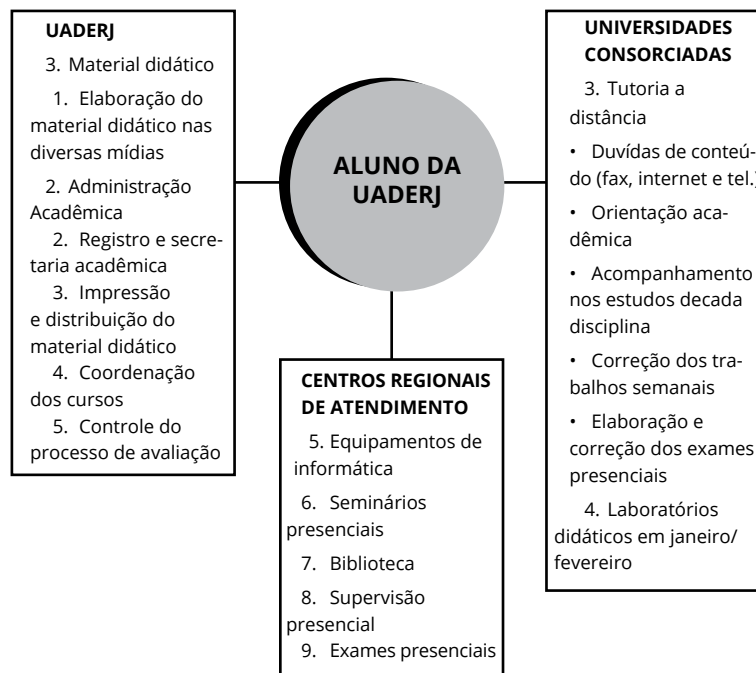 UADERJ
3. Material didático
1. Elaboração do
material didático nas
diversas mídias
2. Administração
Acadêmica
2. Registro e secre-
taria acadêmica
3. Impressão
e distribuição do
material didático
4. Coordenação
dos cursos
5. Controle do
processo de avaliação
ALUNO DA
UADERJ
CENTROS REGIONAIS
DE ATENDIMENTO
5. Equipamentos de
informática
6. Seminários
presenciais
7. Biblioteca
8. Supervisão
presencial
9. Exames presenciais
UNIVERSIDADES
CONSORCIADAS
3. Tutoria a
distância
• Duvídas de conteú-
do (fax, internet e tel.)
• Orientação aca-
dêmica
• Acompanhamento
nos estudos decada
disciplina
• Correção dos tra-
balhos semanais
• Elaboração e
correção dos exames
presenciais
4. Laboratórios
didáticos em janeiro/
fevereiro